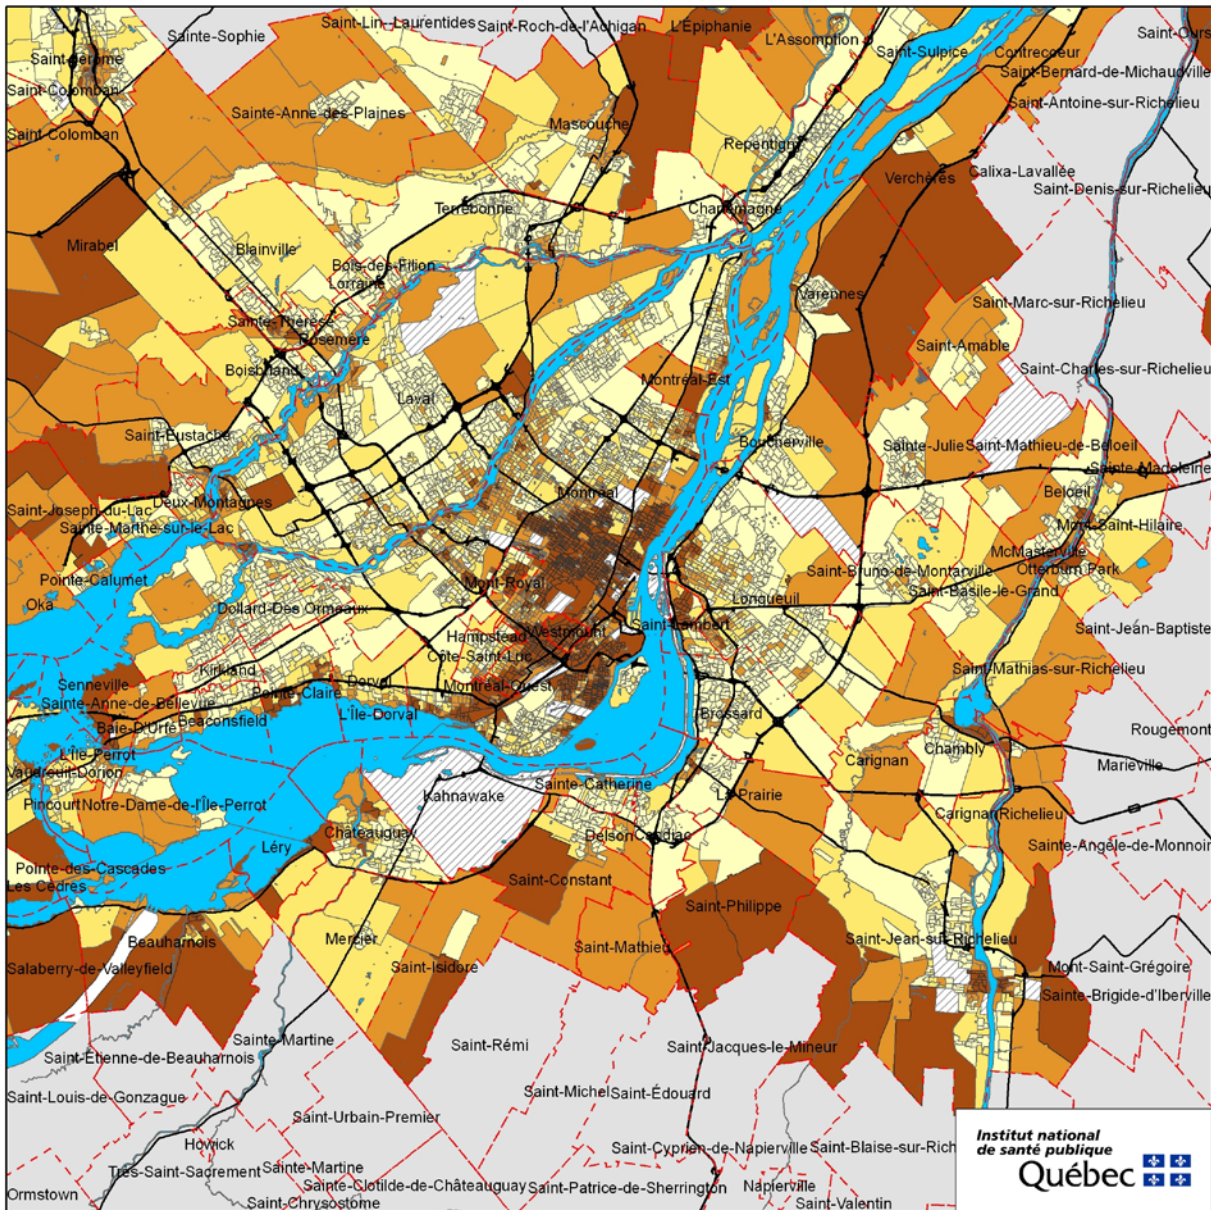 Saint-Lin--Laurentides
Saint-Roch-de-l'Achigan
L'Épiphanie
Sainte-Sophie
L'Assomption
Saint-Sulpice
Contrecoeur
Saint-Ours
Saint-Jérôme
Saint-Bernard-de-Michaudville
Saint-Colomban
Saint-Antoine-sur-Richelieu
Sainte-Anne-des-Plaines
Mascouche
Saint-Colomban
Repentigny
Calixa-Lavallée
Verchères
Saint-Denis-sur-Richelieu
Terrebonne
Charlemagne
Mirabel
Blainville
Bois-des-Filion
Lorraine
Varennes
Saint-Marc-sur-Richelieu
Sainte-Thérèse
Rosemère
Saint-Amable
Boisbriand
Saint-Charles-sur-Richelieu
Montréal-Est
Laval
Saint-Eustache
Boucherville
Sainte-Julie
Saint-Mathieu-de-Beloeil
Sainte-Madeleine
Montréal
Beloeil
Deux-Montagnes
Saint-Joseph-du-Lac
Sainte-Marthe-sur-le-Lac
Mont-Saint-Hilaire
McMasterville
Otterburn Park
Pointe-Calumet
Mont-Royal
Saint-Bruno-de-Montarville
Saint-Basile-le-Grand
Oka
Dollard-Des Ormeaux
Longueuil
Saint-Lambert
Saint-Jean-Baptiste
Hampstead
Westmount
Côte-Saint-Luc
Kirkland
Saint-Mathias-sur-Richelieu
Senneville
Dorval
Montréal-Ouest
Pointe-Claire
Sainte-Anne-de-Bellevue
L'Île-Dorval
Brossard
Beaconsfield
Baie-D'Urfé
Rougemont
L'Île-Perrot
Chambly
Carignan
Marieville
Vaudreuil-Dorion
Sainte-Catherine
Kahnawake
La Prairie
Pincourt
Notre-Dame-de-l'Île-Perrot
Carignan
Richelieu
Châteauguay
Delson
Candiac
Léry
Sainte-Angèle-de-Monnoir
Pointe-des-Cascades
Saint-Constant
Les Cèdres
Saint-Philippe
Beauharnois
Mercier
Saint-Mathieu
Saint-Jean-sur-Richelieu
Salaberry-de-Valleyfield
Saint-Isidore
Mont-Saint-Grégoire
Sainte-Brigide-d'Iberville
Sainte-Martine
Saint-Rémi
Saint-Jacques-le-Mineur
Saint-Étienne-de-Beauharnois
Saint-Louis-de-Gonzague
Saint-Michel
Saint-Édouard
Saint-Urbain-Premier
Howick
Saint-Cyprien-de-Napierville
Saint-Blaise-sur-Rich
Très-Saint-Sacrement
Sainte-Martine
Ormstown
Sainte-Clotilde-de-Châteauguay
Saint-Patrice-de-Sherrington
Napierville
Saint-Chrysostome
Saint-Valentin
Institut national
de santé publique
Québec